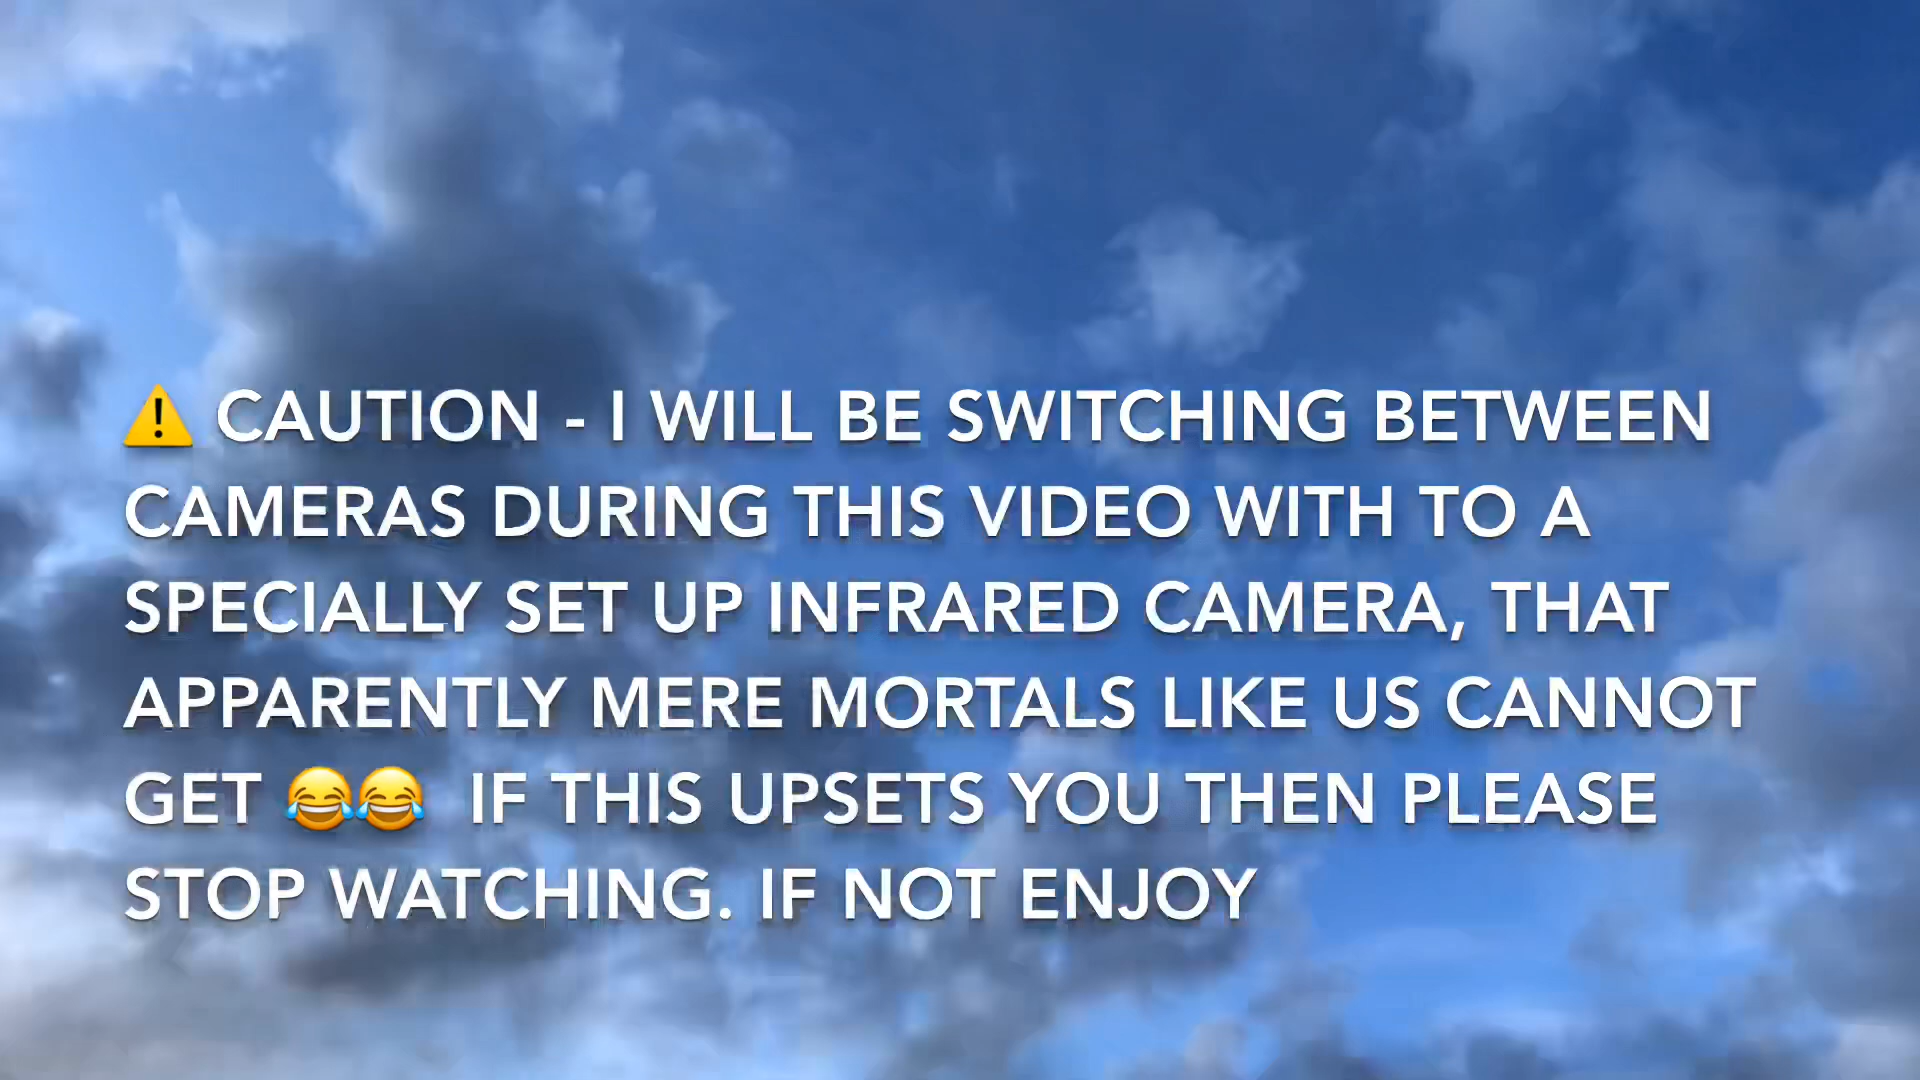 ⚠️ CAUTION - I WILL BE SWITCHING BETWEEN
CAMERAS DURING THIS VIDEO WITH TO A
SPECIALLY SET UP INFRARED CAMERA, THAT
APPARENTLY MERE MORTALS LIKE US CANNOT
GET 😂😂 IF THIS UPSETS YOU THEN PLEASE
STOP WATCHING. IF NOT ENJOY